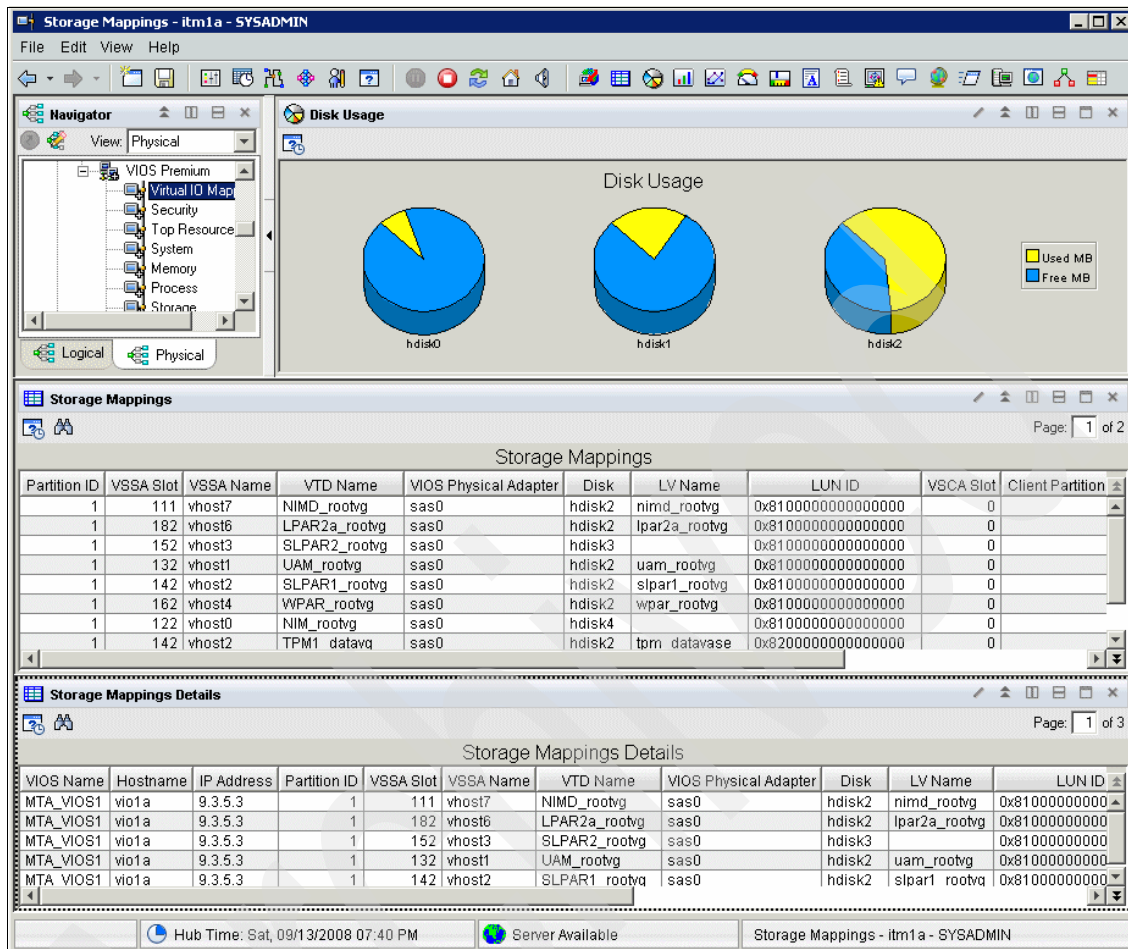 Storage Mappings - itm1a - SYSADMIN
File Edit View Help
Navigator
View: Physical
VIOS Premium
Virtual IO Map
Security
Top Resource
System
Memory
Process
Storage
Logical
Physical
Disk Usage
Disk Usage
hdisk0
hdisk1
hdisk2
Used MB
Free MB
Storage Mappings
Page: 1 of 2
Storage Mappings
Partition ID VSSA Slot VSSA Name VTD Name VIOS Physical Adapter Disk LV Name LUN ID VSCA Slot Client Partition
1 111 vhost7 NIMD_rootvg sas0 hdisk2 nimd_rootvg 0x8100000000000000 0
1 182 vhost6 LPAR2a_rootvg sas0 hdisk2 lpar2a_rootvg 0x8100000000000000 0
1 152 vhost3 SLPAR2_rootvg sas0 hdisk3 0x8100000000000000 0
1 132 vhost1 UAM_rootvg sas0 hdisk2 uam_rootvg 0x8100000000000000 0
1 142 vhost2 SLPAR1_rootvg sas0 hdisk2 slpar1_rootvg 0x8100000000000000 0
1 162 vhost4 WPAR_rootvg sas0 hdisk2 wpar_rootvg 0x8100000000000000 0
1 122 vhost0 NIM_rootvg sas0 hdisk4 0x8100000000000000 0
1 142 vhost2 TPM1_datavg sas0 hdisk2 tpm_datavase 0x8200000000000000 0
Storage Mappings Details
Page: 1 of 3
Storage Mappings Details
VIOS Name Hostname IP Address Partition ID VSSA Slot VSSA Name VTD Name VIOS Physical Adapter Disk LV Name LUN ID
MTA_VIOS1 vio1a 9.3.5.3 1 111 vhost7 NIMD_rootvg sas0 hdisk2 nimd_rootvg 0x81000000000
MTA_VIOS1 vio1a 9.3.5.3 1 182 vhost6 LPAR2a_rootvg sas0 hdisk2 lpar2a_rootvg 0x81000000000
MTA_VIOS1 vio1a 9.3.5.3 1 152 vhost3 SLPAR2_rootvg sas0 hdisk3 0x81000000000
MTA_VIOS1 vio1a 9.3.5.3 1 132 vhost1 UAM_rootvg sas0 hdisk2 uam_rootvg 0x81000000000
MTA_VIOS1 vio1a 9.3.5.3 1 142 vhost2 SLPAR1_rootvg sas0 hdisk2 slpar1_rootvg 0x81000000000
Hub Time: Sat, 09/13/2008 07:40 PM
Server Available
Storage Mappings - itm1a - SYSADMIN